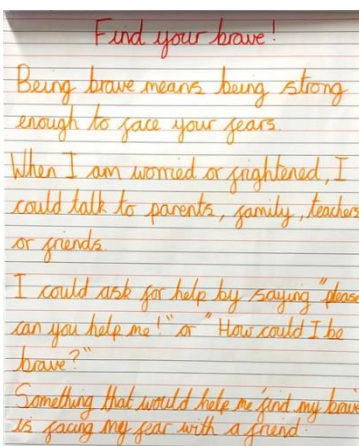 Find your brave!
Being brave means being strong
enough to face your fears.
When I am worried or frightened, I
could talk to parents, family, teachers
or friends.
I could ask for help by saying "please
can you help me!" or "How could I be
brave?"
Something that would help me 'find my brave'
is facing my fear with a friend.